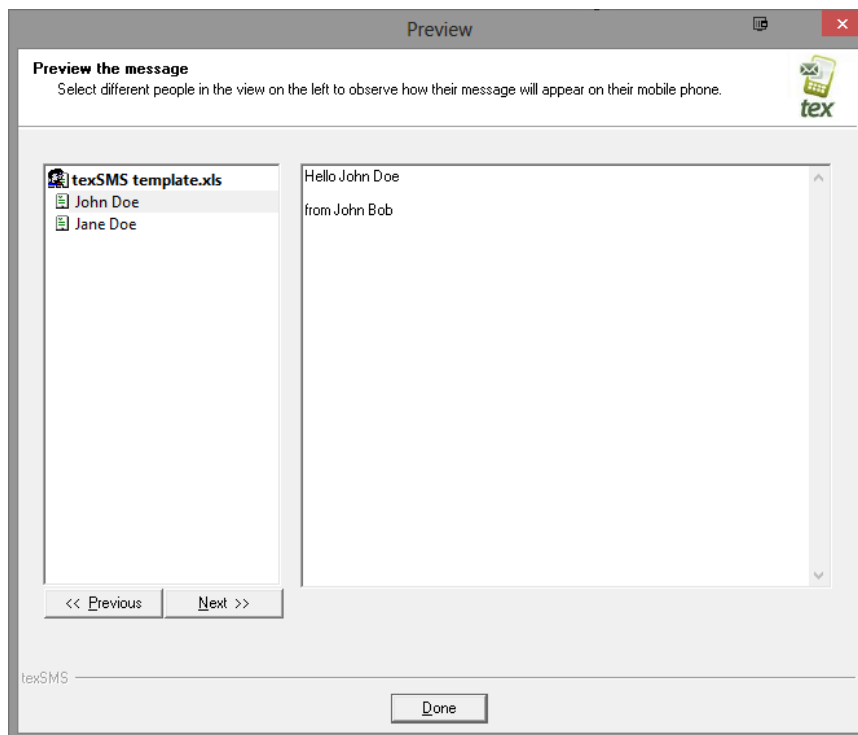 Preview
Preview the message
Select different people in the view on the left to observe how their message will appear on their mobile phone.
tex
texSMS template.xls
John Doe
Jane Doe
Hello John Doe
from John Bob
<< Previous
Next >>
texSMS
Done